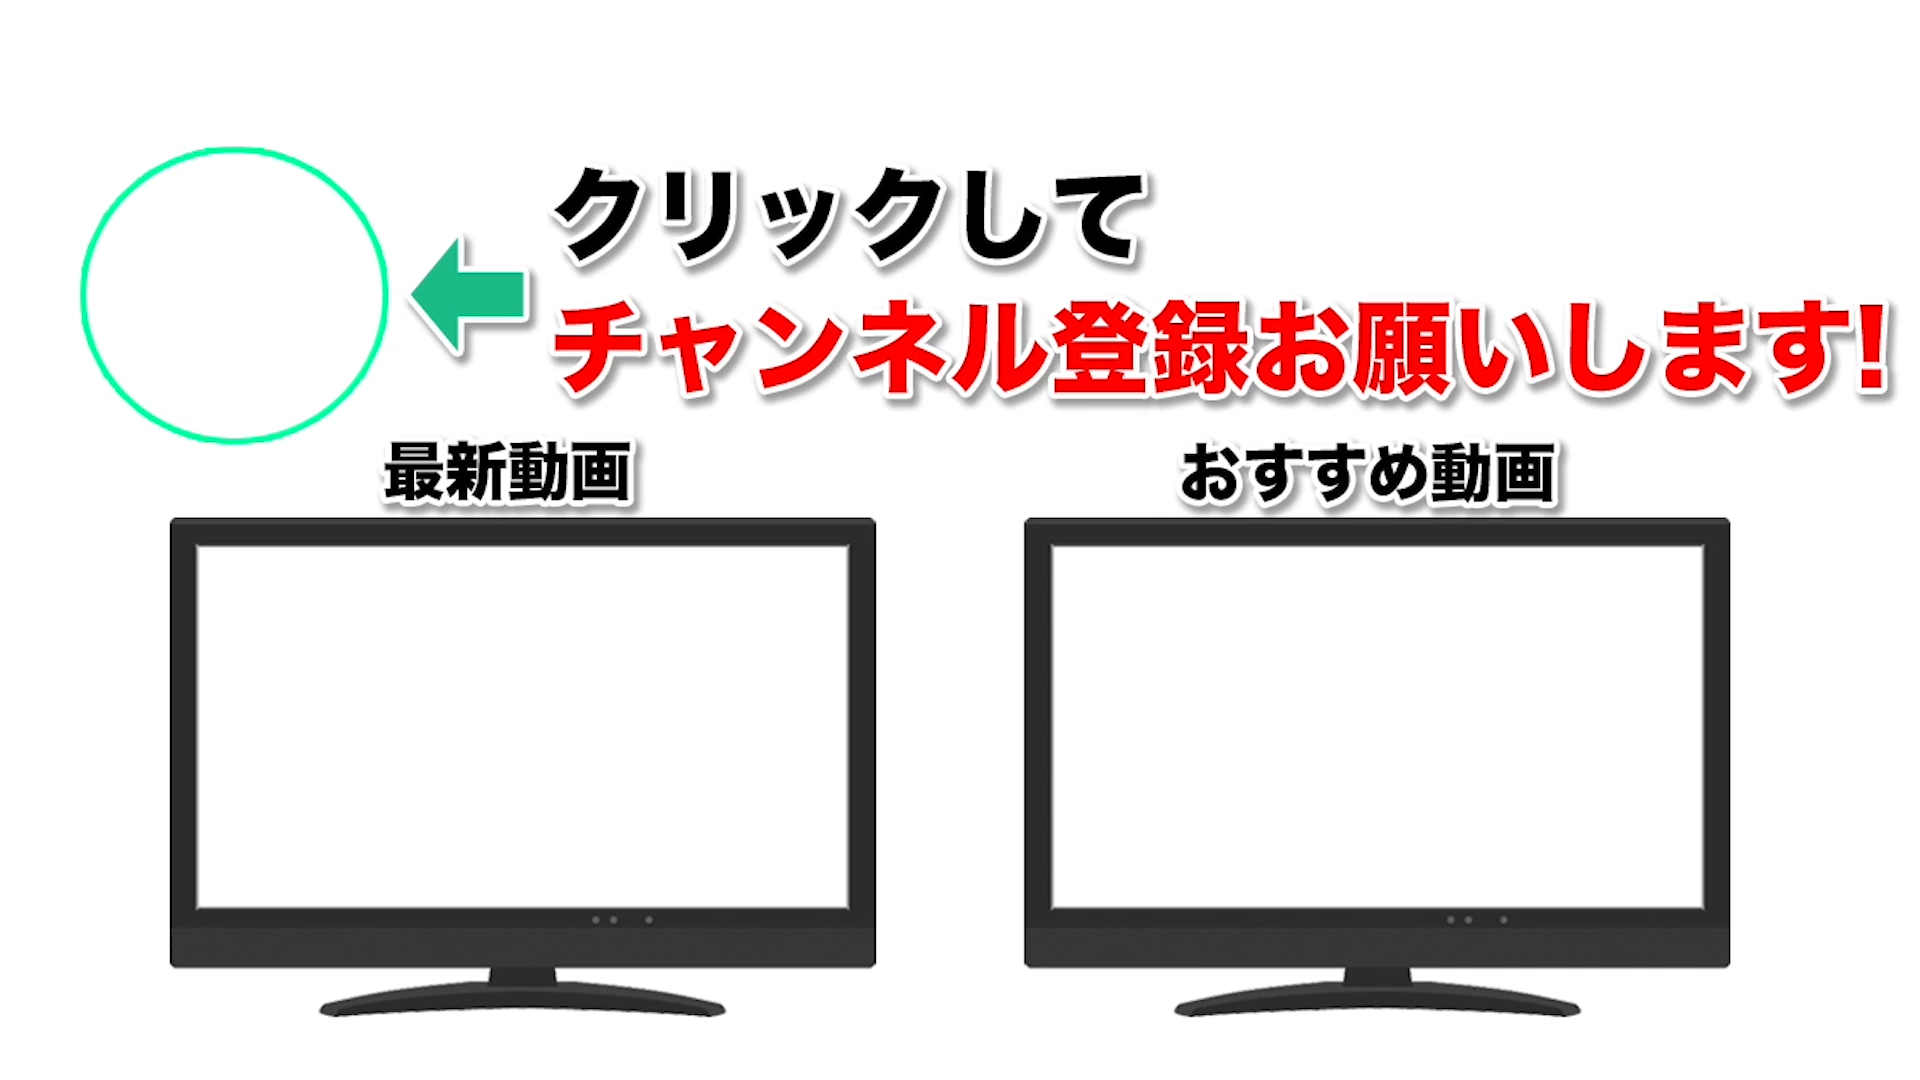 クリックして
チャンネル登録お願いします!
最新動画
おすすめ動画